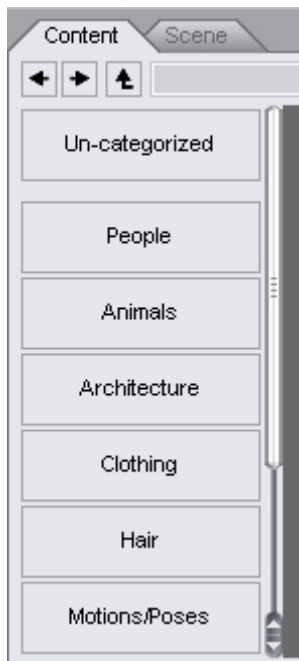 Content Scene
Un-categorized
People
Animals
Architecture
Clothing
Hair
Motions/Poses